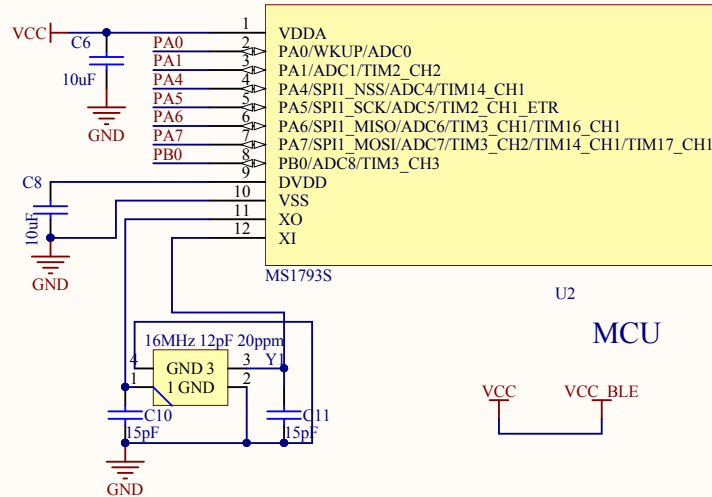 VCC
C6
10uF
GND
1 VDDA
PA0 2 PA0/WKUP/ADC0
PA1 3 PA1/ADC1/TIM2_CH2
PA4 4 PA4/SPI1_NSS/ADC4/TIM14_CH1
PA5 5 PA5/SPI1_SCK/ADC5/TIM2_CH1_ETR
PA6 6 PA6/SPI1_MISO/ADC6/TIM3_CH1/TIM16_CH1
PA7 7 PA7/SPI1_MOSI/ADC7/TIM3_CH2/TIM14_CH1/TIM17_CH1
PB0 8 PB0/ADC8/TIM3_CH3
9 DVDD
10 VSS
11 XO
12 XI
C8
10uF
GND
MS1793S
U2
MCU
16MHz 12pF 20ppm
Y1
4 GND 3 3
1 1 GND 2
C10
15pF
C11
15pF
GND
VCC
VCC_BLE